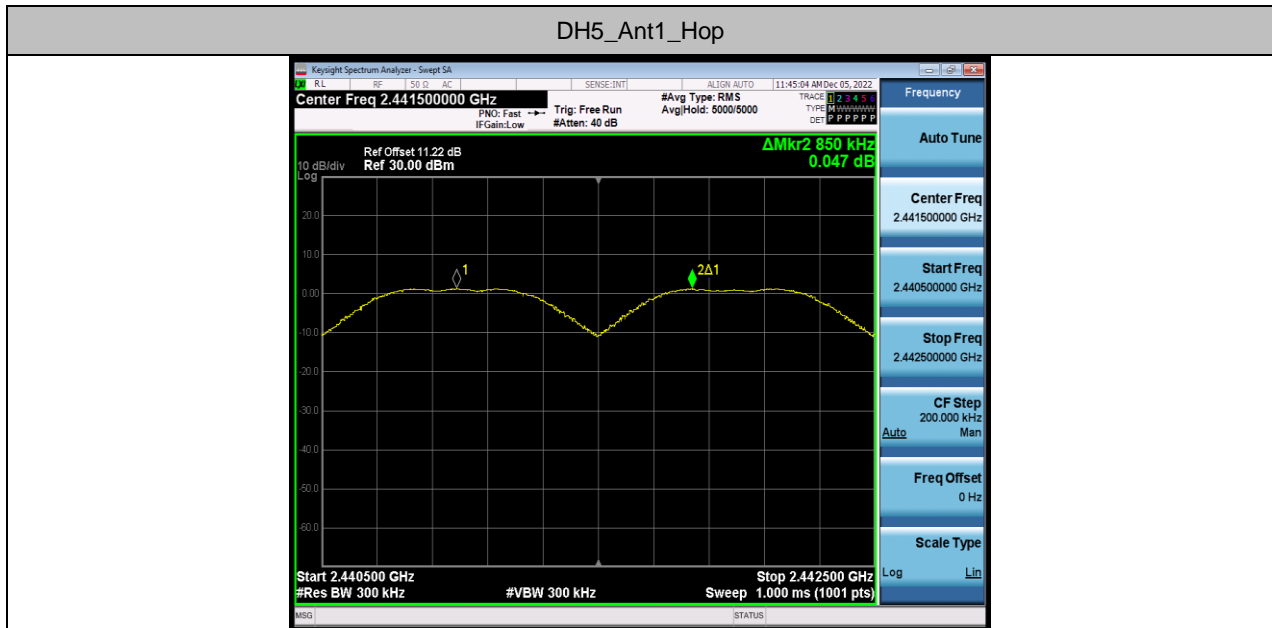 DH5_Ant1_Hop
Keysight Spectrum Analyzer - Swept SA
RL RF 50 Ω AC SENSE:INT ALIGN AUTO 11:45:04 AM Dec 05, 2022
Center Freq 2.441500000 GHz
PNO: Fast
IFGain:Low
Trig: Free Run
#Atten: 40 dB
#Avg Type: RMS
Avg|Hold: 5000/5000
TRACE 1 2 3 4 5 6
TYPE M
DET P P P P P P
ΔMkr2 850 kHz
0.047 dB
Ref Offset 11.22 dB
10 dB/div Ref 30.00 dBm
Log
20.0
10.0
0.00
-10.0
-20.0
-30.0
-40.0
-50.0
-60.0
1
2Δ1
Start 2.440500 GHz Stop 2.442500 GHz
#Res BW 300 kHz #VBW 300 kHz Sweep 1.000 ms (1001 pts)
MSG STATUS
Frequency
Auto Tune
Center Freq
2.441500000 GHz
Start Freq
2.440500000 GHz
Stop Freq
2.442500000 GHz
CF Step
200.000 kHz
Auto Man
Freq Offset
0 Hz
Scale Type
Log Lin